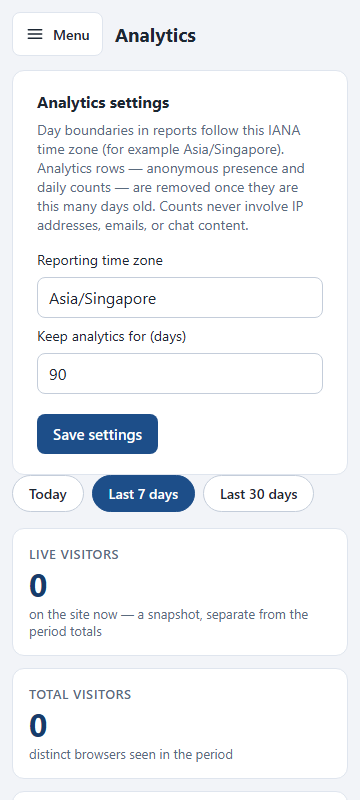 Menu
Analytics
Analytics settings
Day boundaries in reports follow this IANA
time zone (for example Asia/Singapore).
Analytics rows — anonymous presence and
daily counts — are removed once they are
this many days old. Counts never involve IP
addresses, emails, or chat content.
Reporting time zone
Asia/Singapore
Keep analytics for (days)
90
Save settings
Today
Last 7 days
Last 30 days
LIVE VISITORS
0
on the site now — a snapshot, separate from the
period totals
TOTAL VISITORS
0
distinct browsers seen in the period